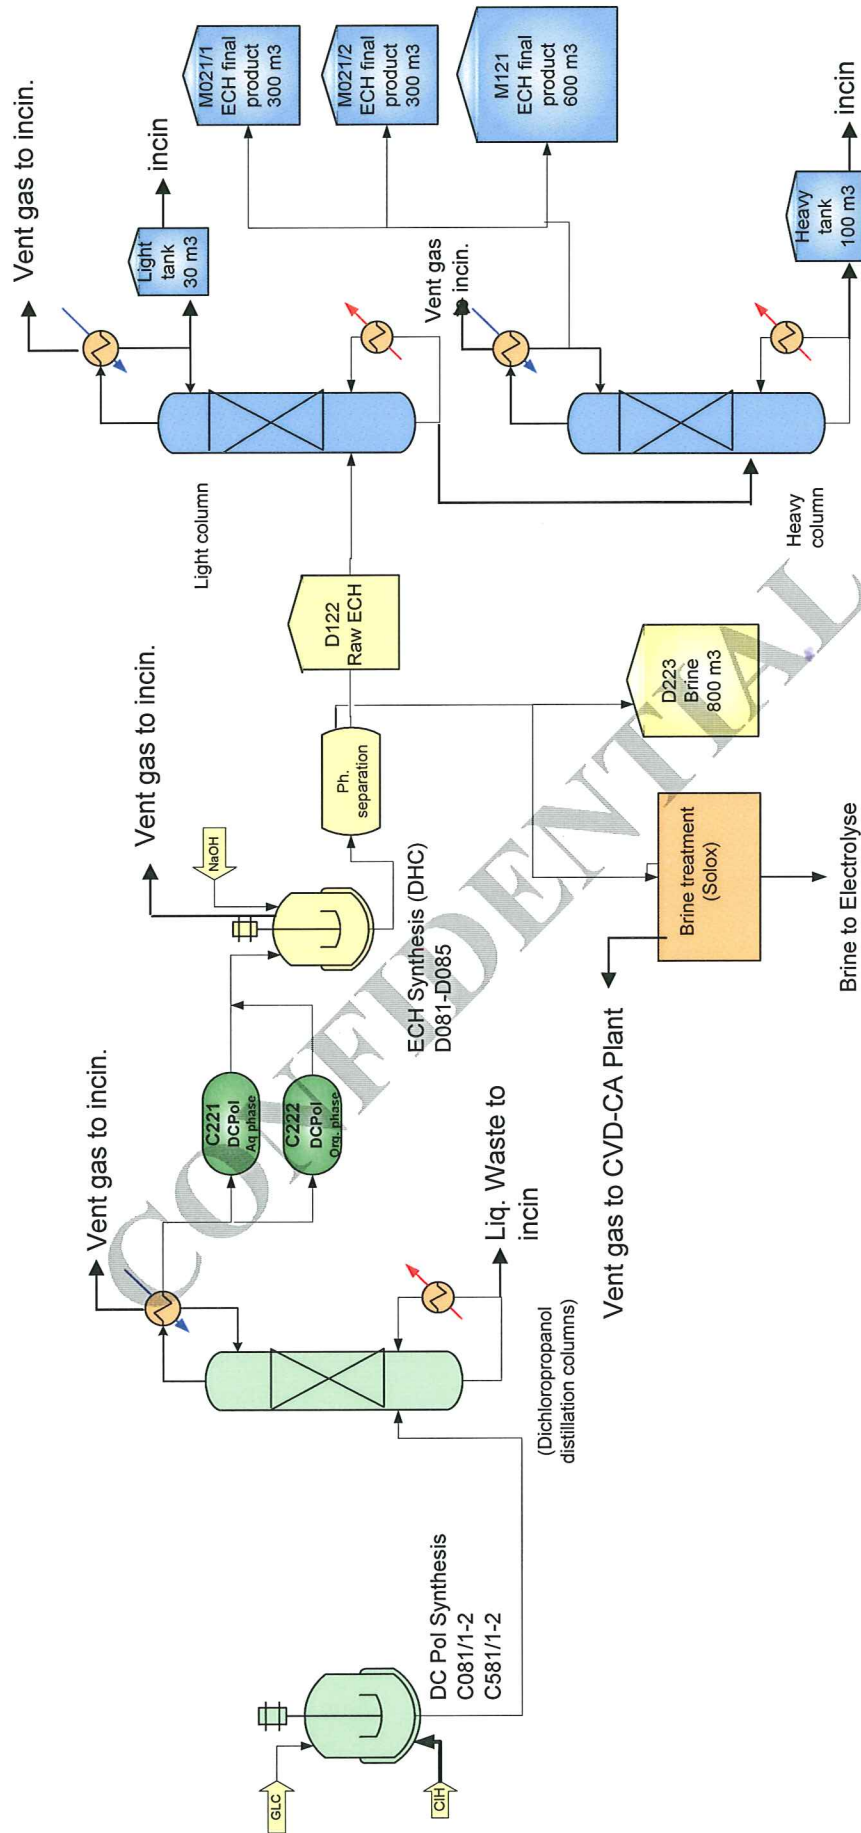 GLC
ClH
DC Pol Synthesis
C081/1-2
C581/1-2
(Dichloropropanol
distillation columns)
Vent gas to incin.
Liq. Waste to
incin
C221
DCPol
Aq phase
C222
DCPol
Org. phase
NaOH
Vent gas to incin.
ECH Synthesis (DHC)
D081-D085
Ph.
separation
D122
Raw ECH
D223
Brine
800 m3
Brine treatment
(Solox)
Vent gas to CVD-CA Plant
Brine to Electrolyse
Light column
Vent gas to incin.
Light
tank
30 m3
incin
M021/1
ECH final
product
300 m3
M021/2
ECH final
product
300 m3
M121
ECH final
product
600 m3
Vent gas
incin.
Heavy
column
Heavy
tank
100 m3
incin
CONFIDENTIAL